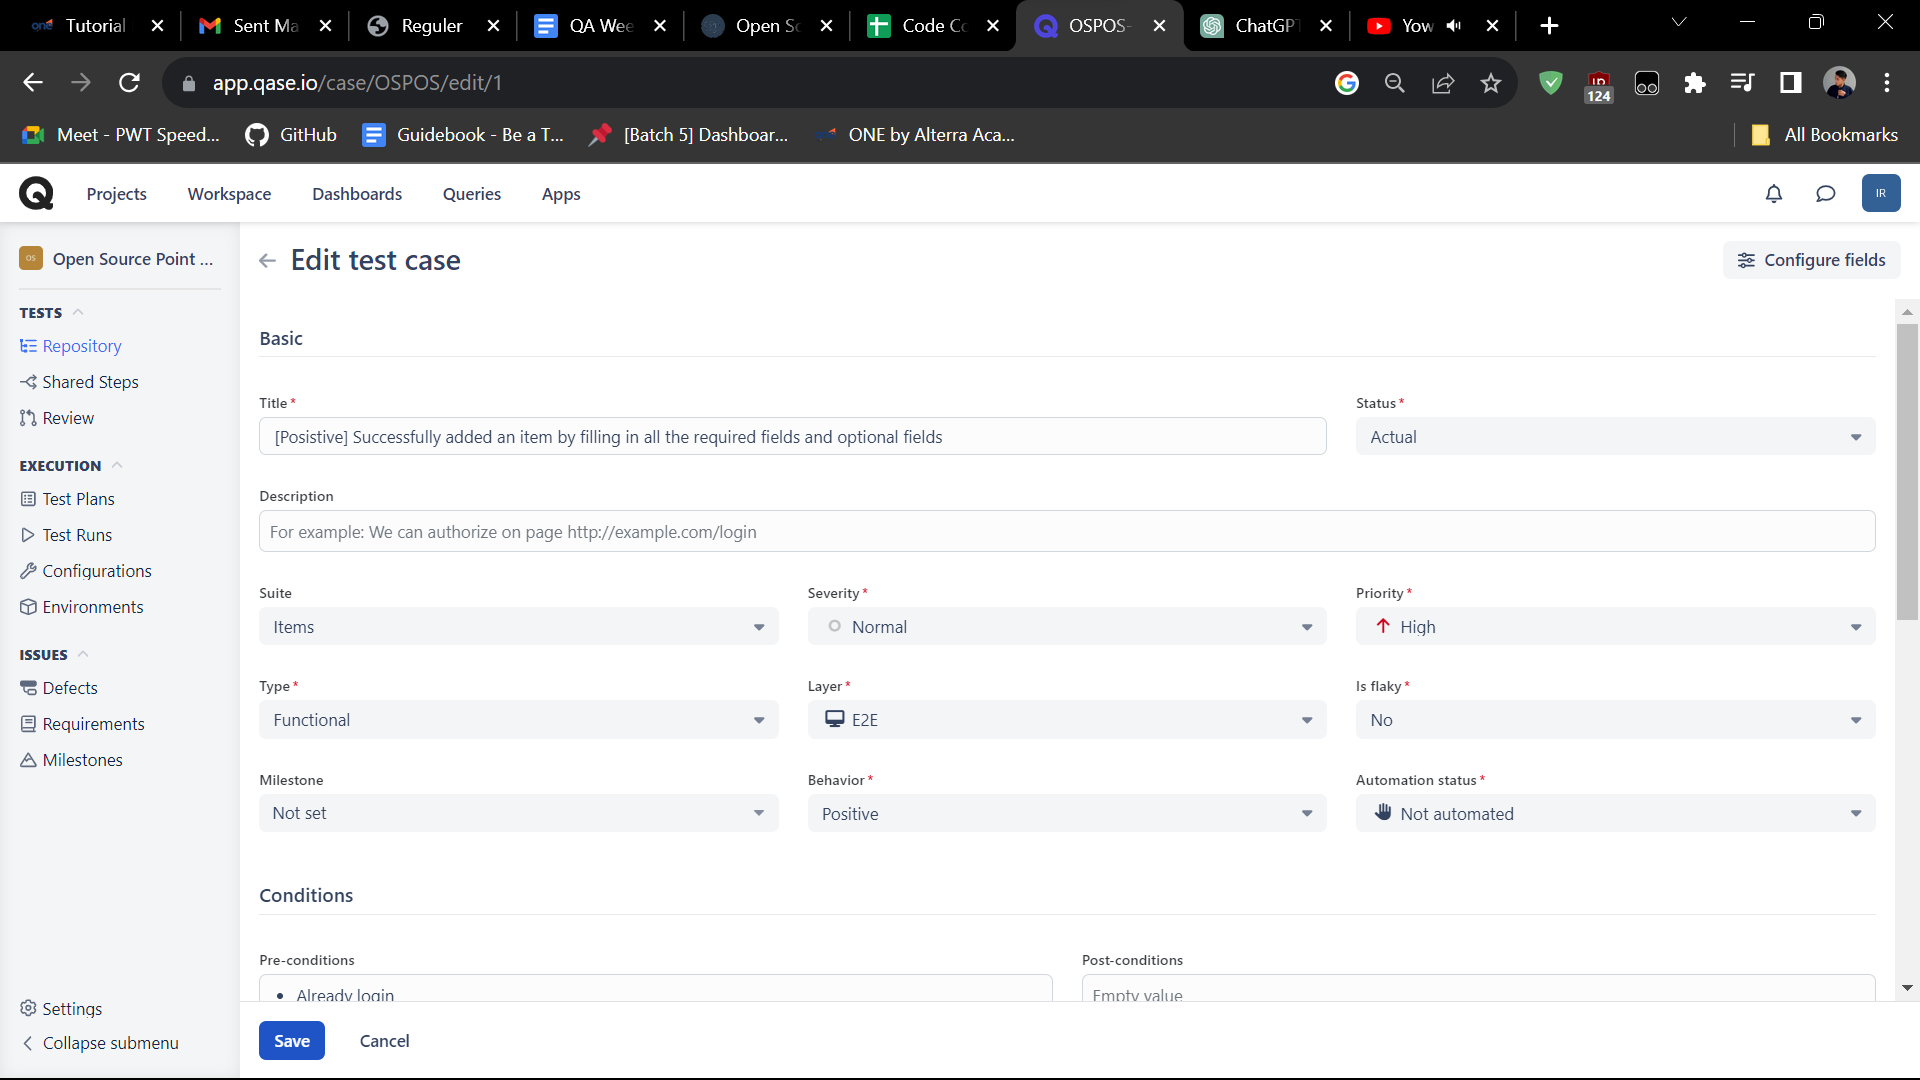 Tutorial
Sent Ma
Reguler
QA Wee
Open Sc
Code Co
OSPOS-
ChatGPT
Yow
app.qase.io/case/OSPOS/edit/1
124
Meet - PWT Speed...
GitHub
Guidebook - Be a T...
[Batch 5] Dashboar...
ONE by Alterra Aca...
All Bookmarks
Projects
Workspace
Dashboards
Queries
Apps
IR
OS
Open Source Point ...
Edit test case
Configure fields
TESTS
Repository
Shared Steps
Review
EXECUTION
Test Plans
Test Runs
Configurations
Environments
ISSUES
Defects
Requirements
Milestones
Settings
Collapse submenu
Basic
Title *
Status *
[Posistive] Successfully added an item by filling in all the required fields and optional fields
Actual
Description
For example: We can authorize on page http://example.com/login
Suite
Severity *
Priority *
Items
Normal
High
Type *
Layer *
Is flaky *
Functional
E2E
No
Milestone
Behavior *
Automation status *
Not set
Positive
Not automated
Conditions
Pre-conditions
Post-conditions
• Already login
Empty value
Save
Cancel